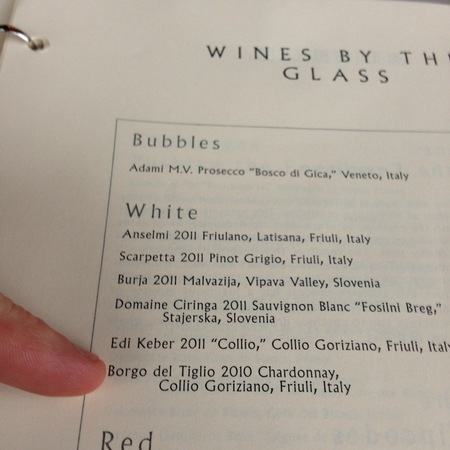 WINES BY TH
GLASS
Bubbles
Adami M.V. Prosecco "Bosco di Gica," Veneto, Italy
White
Anselmi 2011 Friulano, Latisana, Friuli, Italy
Scarpetta 2011 Pinot Grigio, Friuli, Italy
Burja 2011 Malvazija, Vipava Valley, Slovenia
Domaine Ciringa 2011 Sauvignon Blanc "Fosilni Breg,"
Stajerska, Slovenia
Edi Keber 2011 "Collio," Collio Goriziano, Friuli, Italy
Borgo del Tiglio 2010 Chardonnay,
Collio Goriziano, Friuli, Italy
Red